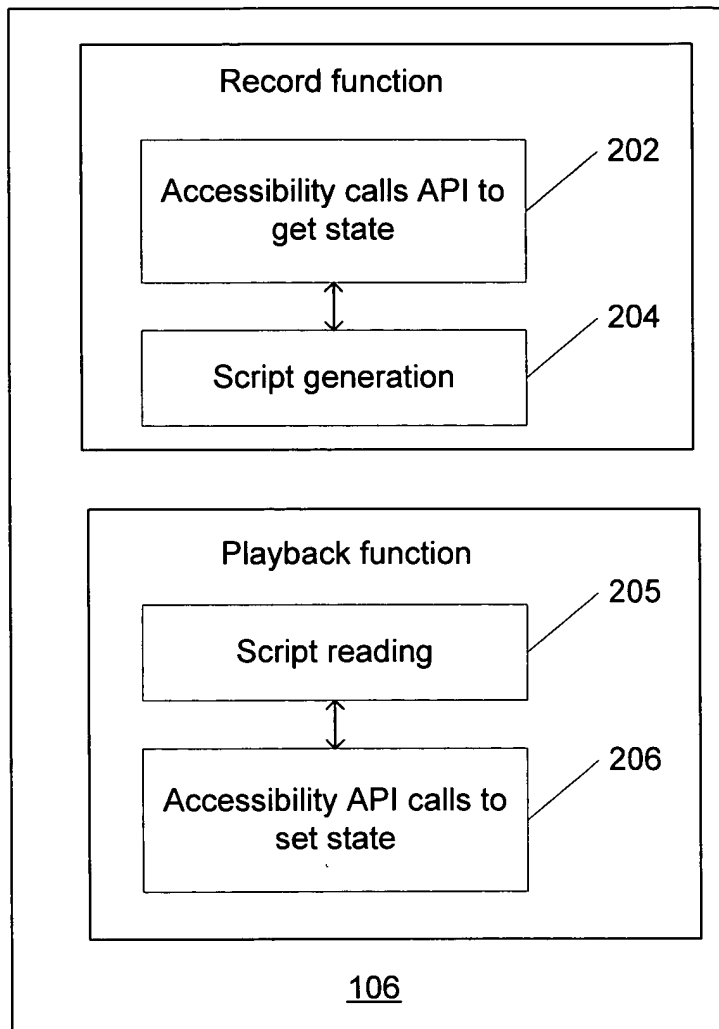 Record function
202
Accessibility calls API to
get state
204
Script generation
Playback function
205
Script reading
206
Accessibility API calls to
set state
106